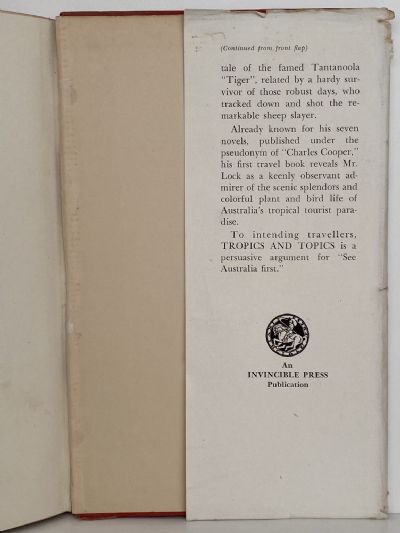 (Continued from front flap)
tale of the famed Tantanoola
“Tiger”, related by a hardy sur-
vivor of those robust days, who
tracked down and shot the re-
markable sheep slayer.
Already known for his seven
novels, published under the
pseudonym of “Charles Cooper,”
his first travel book reveals Mr.
Lock as a keenly observant ad-
mirer of the scenic splendors and
colorful plant and bird life of
Australia’s tropical tourist para-
dise.
To intending travellers,
TROPICS AND TOPICS is a
persuasive argument for “See
Australia first.”
An
INVINCIBLE PRESS
Publication